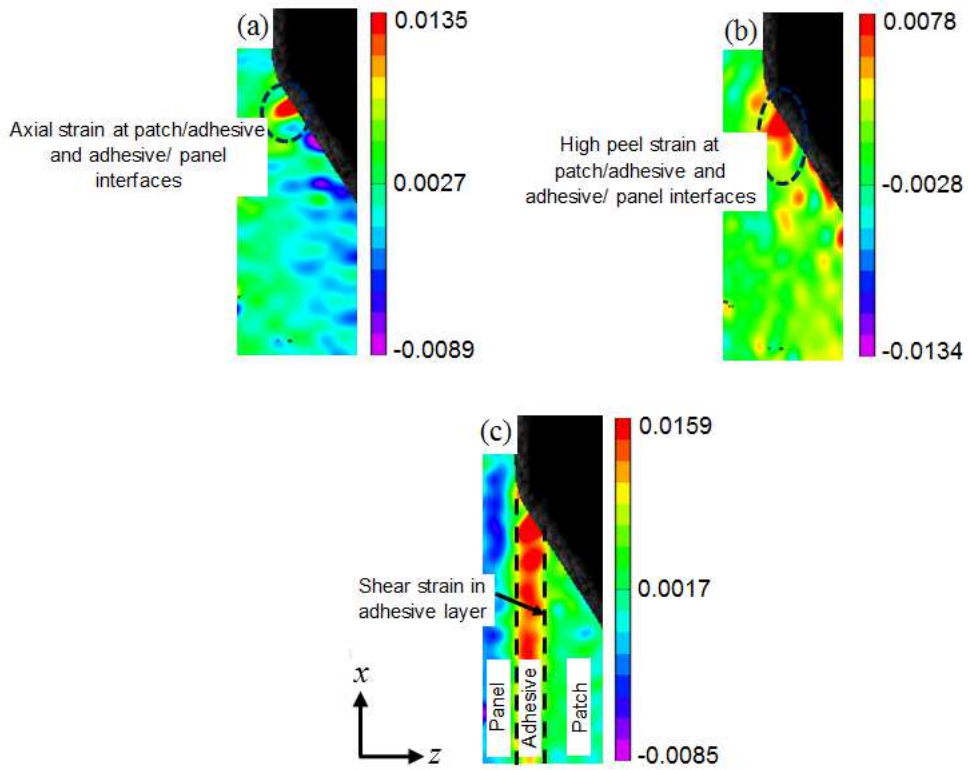 (a)
0.0135
0.0027
-0.0089
Axial strain at patch/adhesive
and adhesive/ panel
interfaces
(b)
0.0078
-0.0028
-0.0134
High peel strain at
patch/adhesive and
adhesive/ panel interfaces
(c)
0.0159
0.0017
-0.0085
Shear strain in
adhesive layer
Panel
Adhesive
Patch
x
z